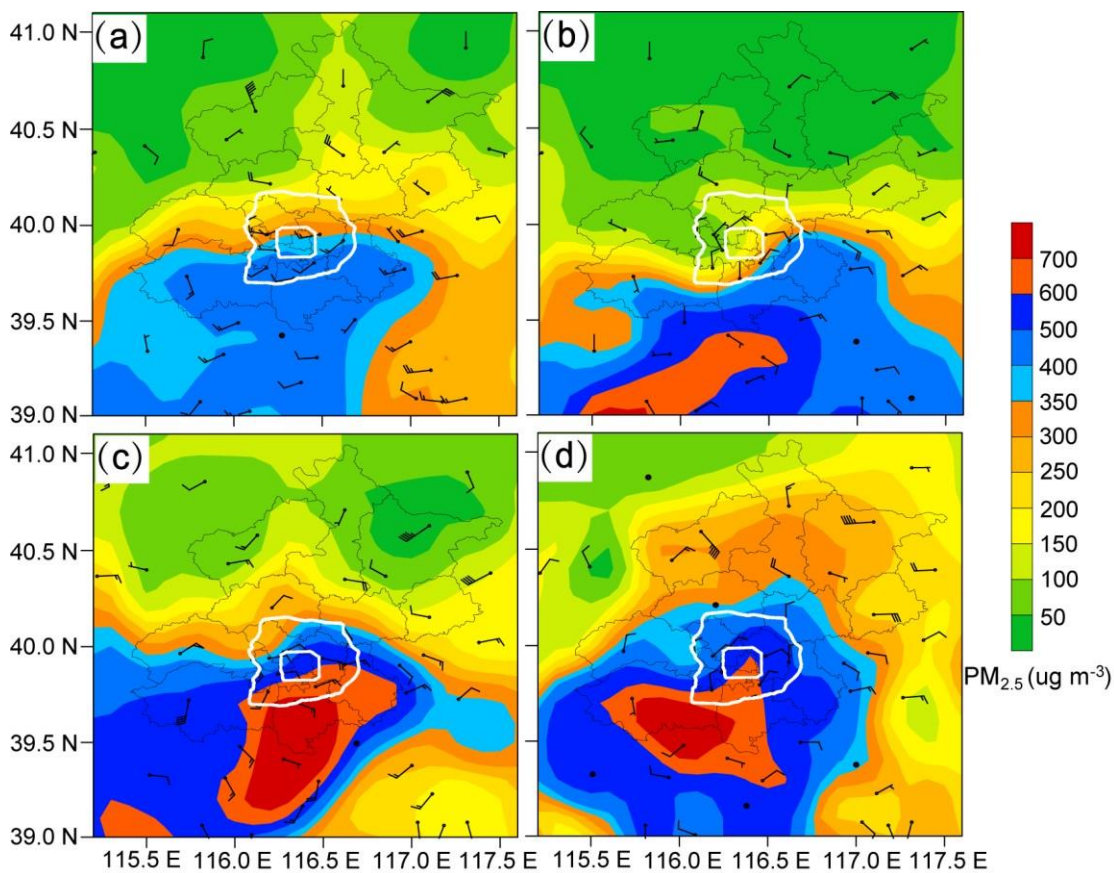 (a)
(b)
41.0 N
40.5 N
40.0 N
39.5 N
39.0 N
(c)
(d)
41.0 N
40.5 N
40.0 N
39.5 N
39.0 N
115.5 E 116.0 E 116.5 E 117.0 E 117.5 E
115.5 E 116.0 E 116.5 E 117.0 E 117.5 E
700
600
500
400
350
300
250
200
150
100
50
PM2.5 (ug m-3)